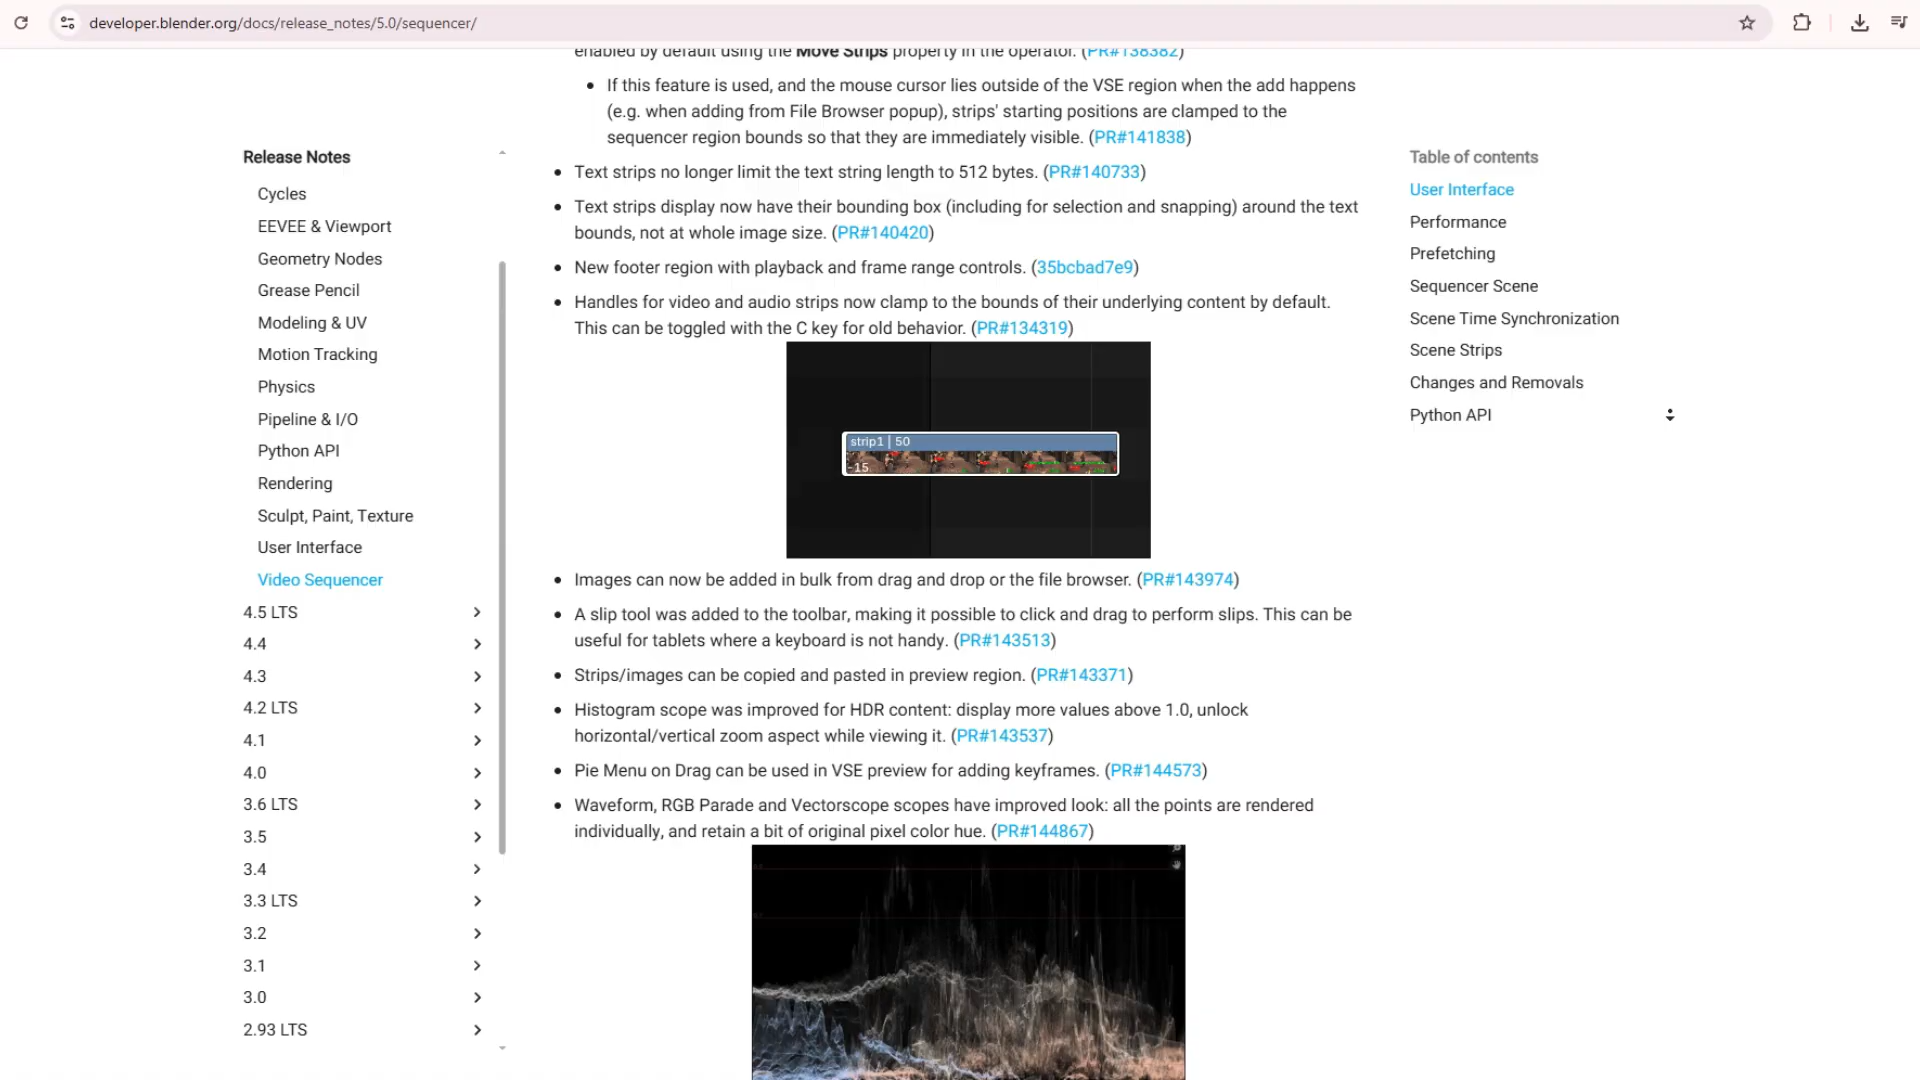 developer.blender.org/docs/release_notes/5.0/sequencer/
enabled by default using the Move Strips property in the operator. (PR#138382)
If this feature is used, and the mouse cursor lies outside of the VSE region when the add happens
(e.g. when adding from File Browser popup), strips' starting positions are clamped to the
sequencer region bounds so that they are immediately visible. (PR#141838)
Text strips no longer limit the text string length to 512 bytes. (PR#140733)
Text strips display now have their bounding box (including for selection and snapping) around the text
bounds, not at whole image size. (PR#140420)
New footer region with playback and frame range controls. (35bcbad7e9)
Handles for video and audio strips now clamp to the bounds of their underlying content by default.
This can be toggled with the C key for old behavior. (PR#134319)
strip1 | 50
-15
Images can now be added in bulk from drag and drop or the file browser. (PR#143974)
A slip tool was added to the toolbar, making it possible to click and drag to perform slips. This can be
useful for tablets where a keyboard is not handy. (PR#143513)
Strips/images can be copied and pasted in preview region. (PR#143371)
Histogram scope was improved for HDR content: display more values above 1.0, unlock
horizontal/vertical zoom aspect while viewing it. (PR#143537)
Pie Menu on Drag can be used in VSE preview for adding keyframes. (PR#144573)
Waveform, RGB Parade and Vectorscope scopes have improved look: all the points are rendered
individually, and retain a bit of original pixel color hue. (PR#144867)
Release Notes
Cycles
EEVEE & Viewport
Geometry Nodes
Grease Pencil
Modeling & UV
Motion Tracking
Physics
Pipeline & I/O
Python API
Rendering
Sculpt, Paint, Texture
User Interface
Video Sequencer
4.5 LTS
4.4
4.3
4.2 LTS
4.1
4.0
3.6 LTS
3.5
3.4
3.3 LTS
3.2
3.1
3.0
2.93 LTS
Table of contents
User Interface
Performance
Prefetching
Sequencer Scene
Scene Time Synchronization
Scene Strips
Changes and Removals
Python API